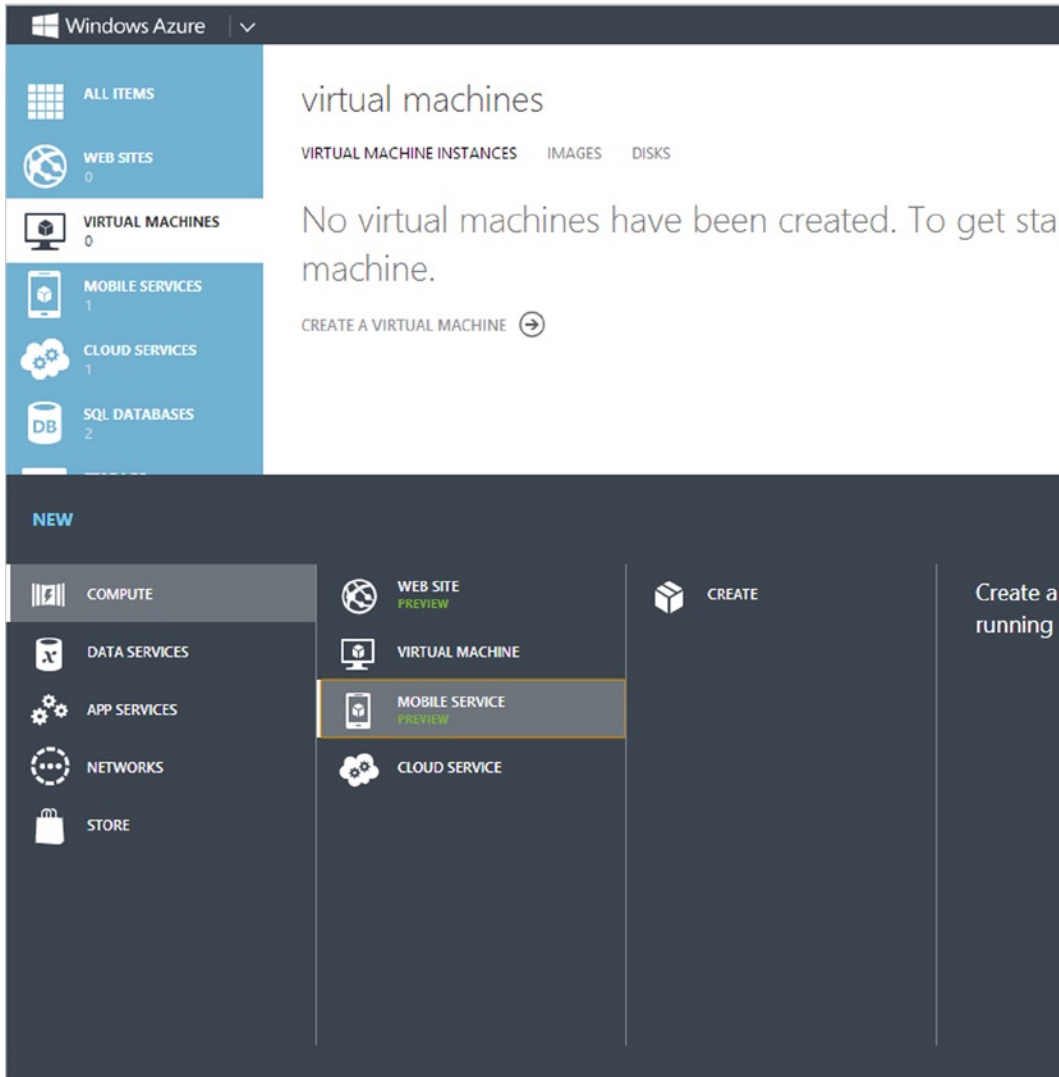 Windows Azure
ALL ITEMS
WEB SITES
0
VIRTUAL MACHINES
0
MOBILE SERVICES
1
CLOUD SERVICES
1
SQL DATABASES
DB
2
virtual machines
VIRTUAL MACHINE INSTANCES IMAGES DISKS
No virtual machines have been created. To get sta
machine.
CREATE A VIRTUAL MACHINE
NEW
COMPUTE
DATA SERVICES
APP SERVICES
NETWORKS
STORE
WEB SITE
PREVIEW
VIRTUAL MACHINE
MOBILE SERVICE
PREVIEW
CLOUD SERVICE
CREATE
Create a
running